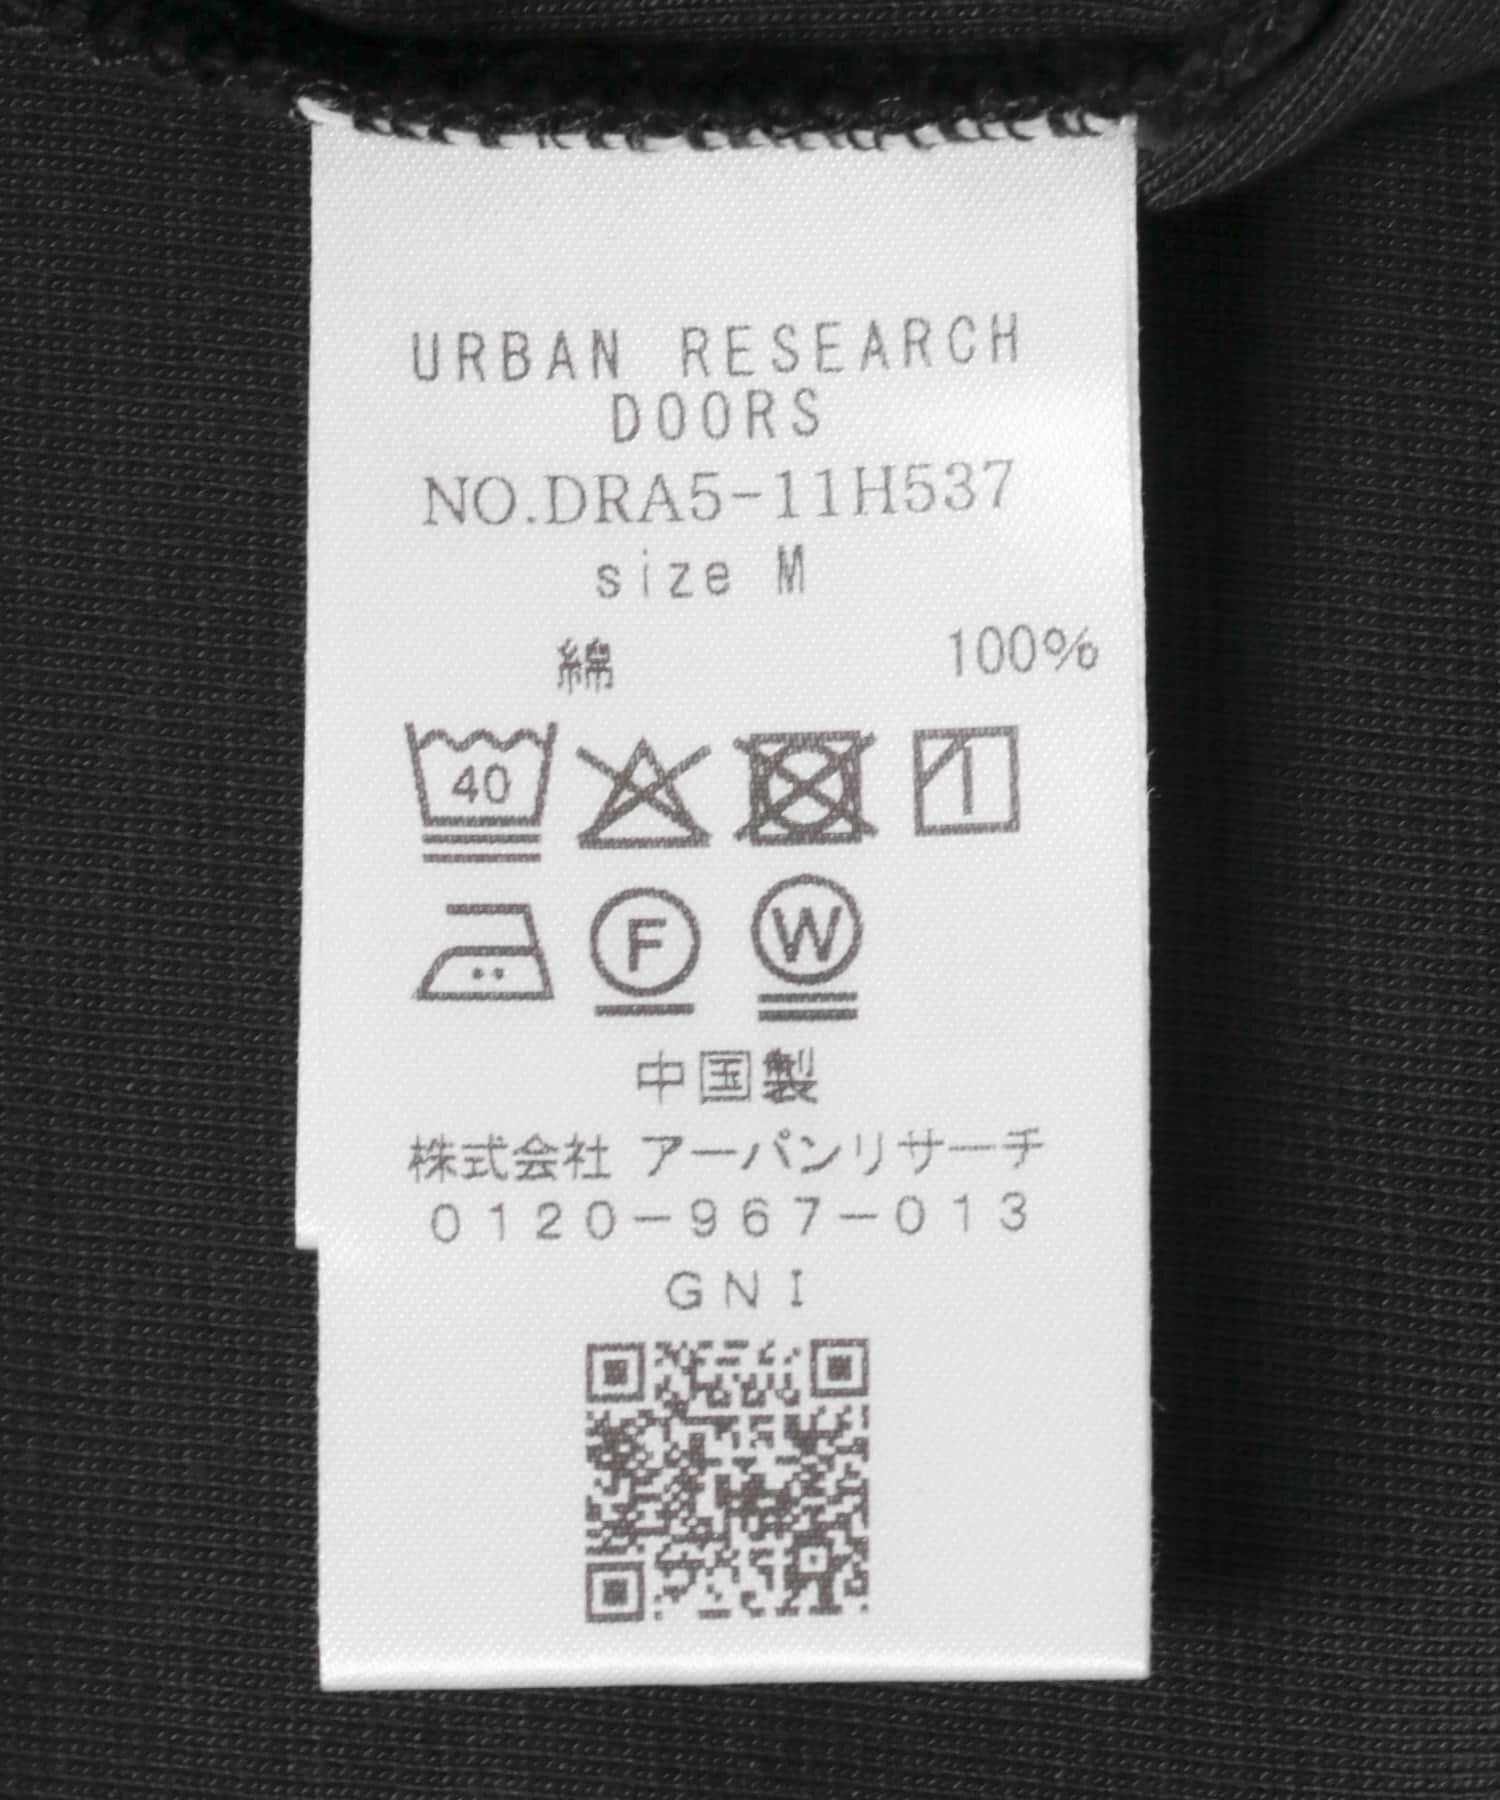 URBAN RESEARCH
DOORS
NO.DRA5-11H537
size M
綿 100%
40
F W
中国製
株式会社 アーバンリサーチ
0120-967-013
GNI